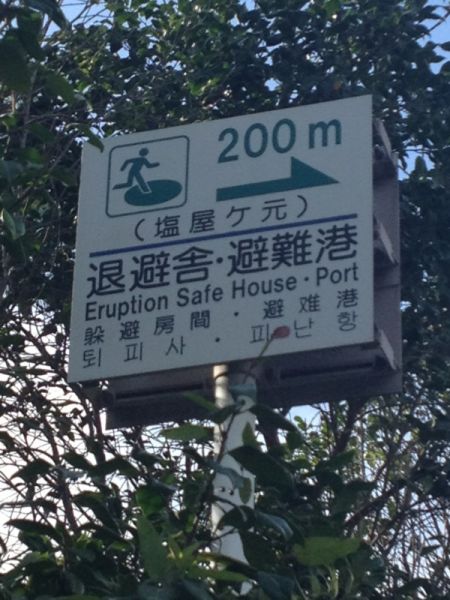 200m
(塩屋ケ元)
退避舎・避難港
Eruption Safe House・Port
躲避房間・避难港
퇴피사・피난항